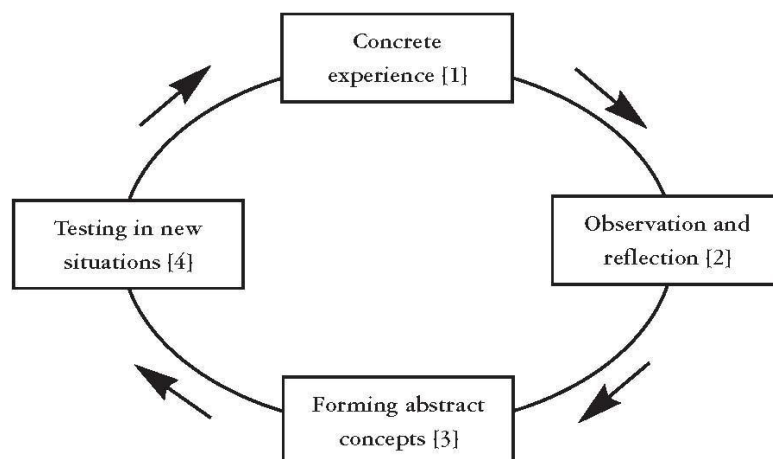 Concrete
experience {1}
Testing in new
situations {4}
Observation and
reflection {2}
Forming abstract
concepts {3}